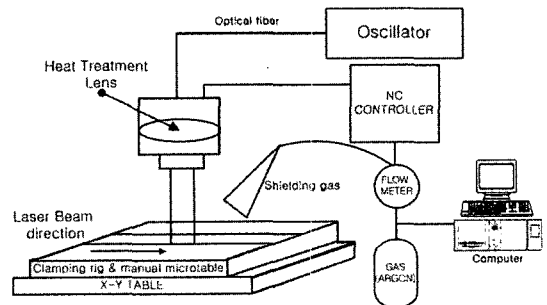 Optical fiber
Oscillator
Heat Treatment
Lens
NC
CONTROLLER
Shielding gas
FLOW
METER
Laser Beam
direction
Computer
Clamping rig & manual microtable
GAS
(ARGON)
X-Y TABLE